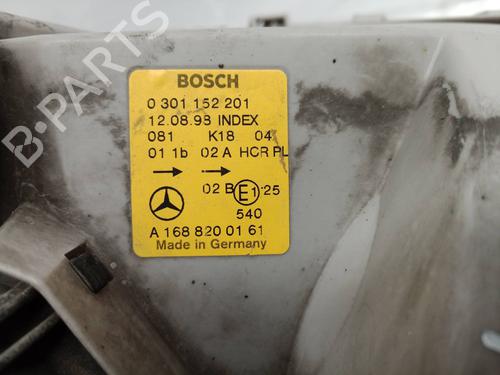 BOSCH
0 301 152 201
12.08.98 INDEX
081 K18 04
01 1b 02 A HCR PL
02 B E1 25
540
A 168 820 01 61
Made in Germany